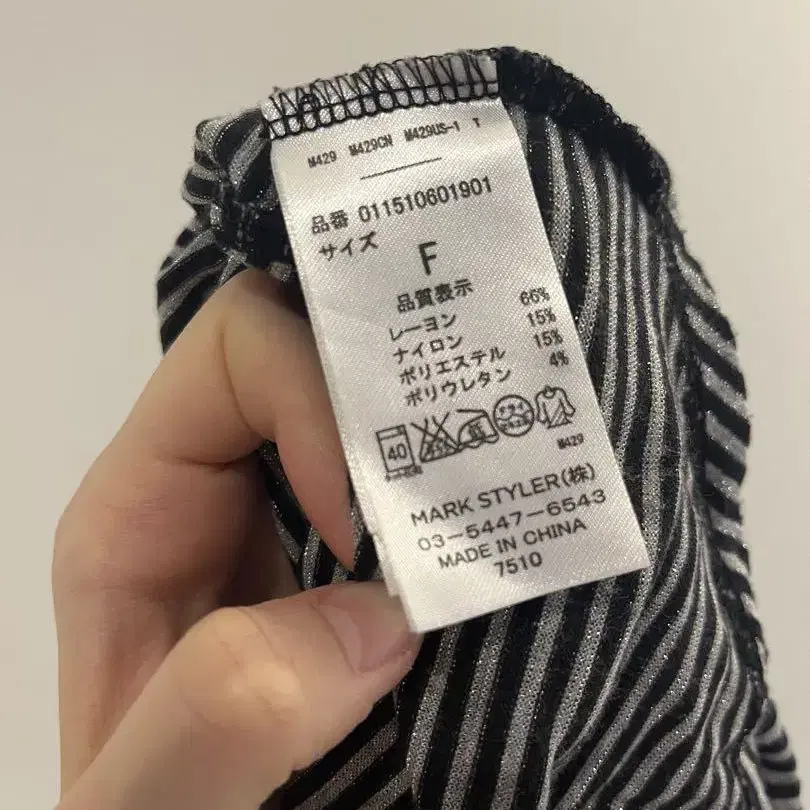 M429 M429CN M429US-1 T
品番 011510601901
サイズ
F
品質表示
レーヨン 66%
ナイロン 15%
ポリエステル 15%
ポリウレタン 4%
40
M429
MARK STYLER(株)
03-5447-6543
MADE IN CHINA
7510